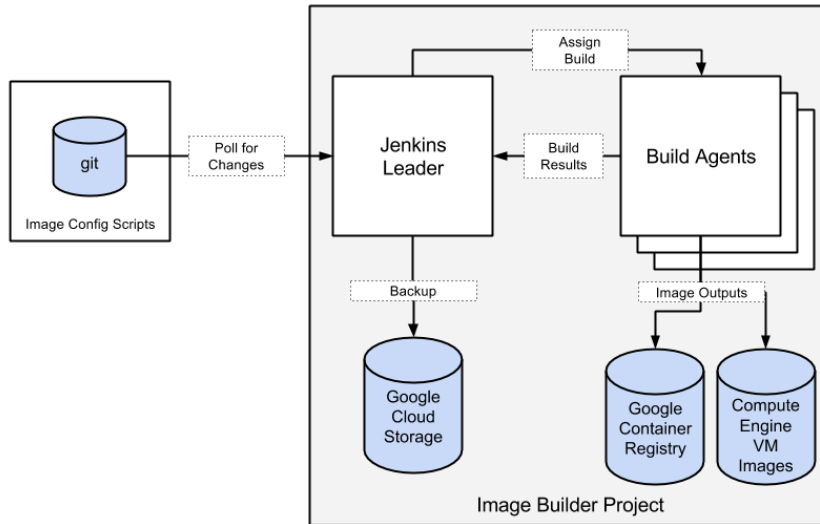 Assign
Build
git
Image Config Scripts
Poll for
Changes
Jenkins
Leader
Build
Results
Build Agents
Backup
Image Outputs
Google
Cloud
Storage
Google
Container
Registry
Compute
Engine
VM
Images
Image Builder Project